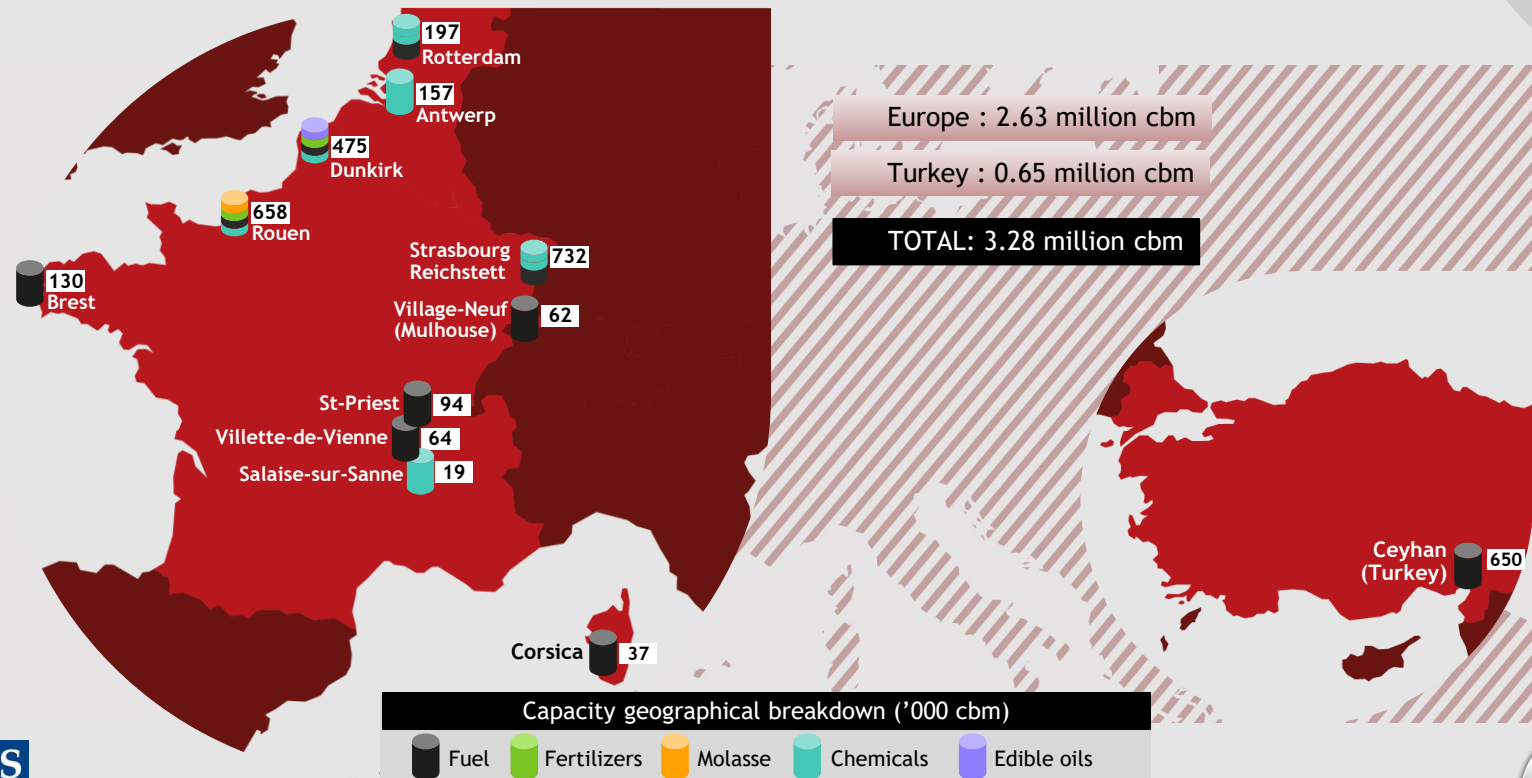 197
Rotterdam
157
Antwerp
475
Dunkirk
658
Rouen
130
Brest
Strasbourg
Reichstett
732
Village-Neuf
(Mulhouse)
62
St-Priest
94
Villette-de-Vienne
64
Salaise-sur-Sanne
19
Corsica
37
Europe : 2.63 million cbm
Turkey : 0.65 million cbm
TOTAL: 3.28 million cbm
Ceyhan
(Turkey)
650
Capacity geographical breakdown (’000 cbm)
Fuel
Fertilizers
Molasse
Chemicals
Edible oils
S